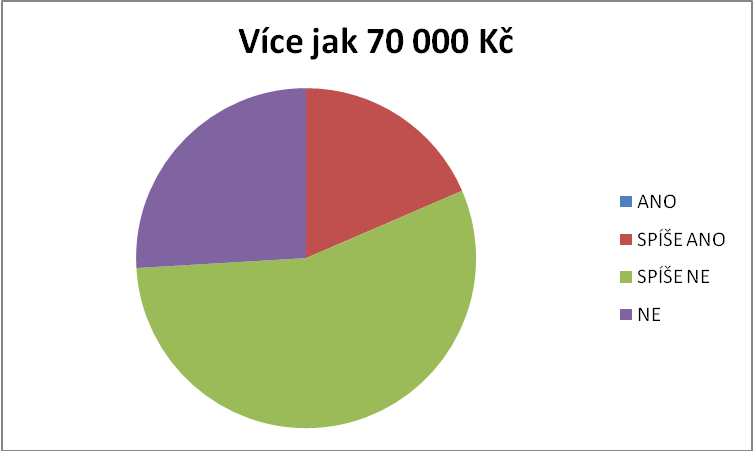 Více jak 70 000 Kč
ANO
SPÍŠE ANO
SPÍŠE NE
NE